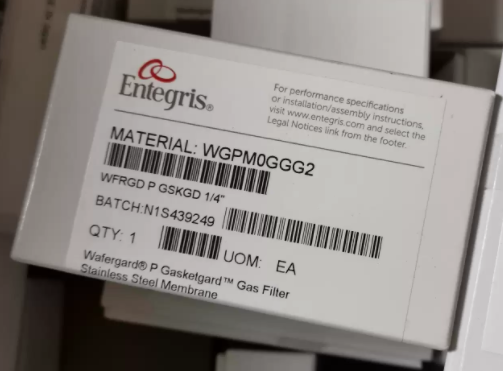 Entegris®
For performance specifications
or installation/assembly instructions,
visit www.entegris.com and select the
Legal Notices link from the footer.
MATERIAL: WGPM0GGG2
WFRGD P GSKGD 1/4"
BATCH:N1S439249
QTY: 1
UOM: EA
Wafergard® P Gasketgard™ Gas Filter
Stainless Steel Membrane